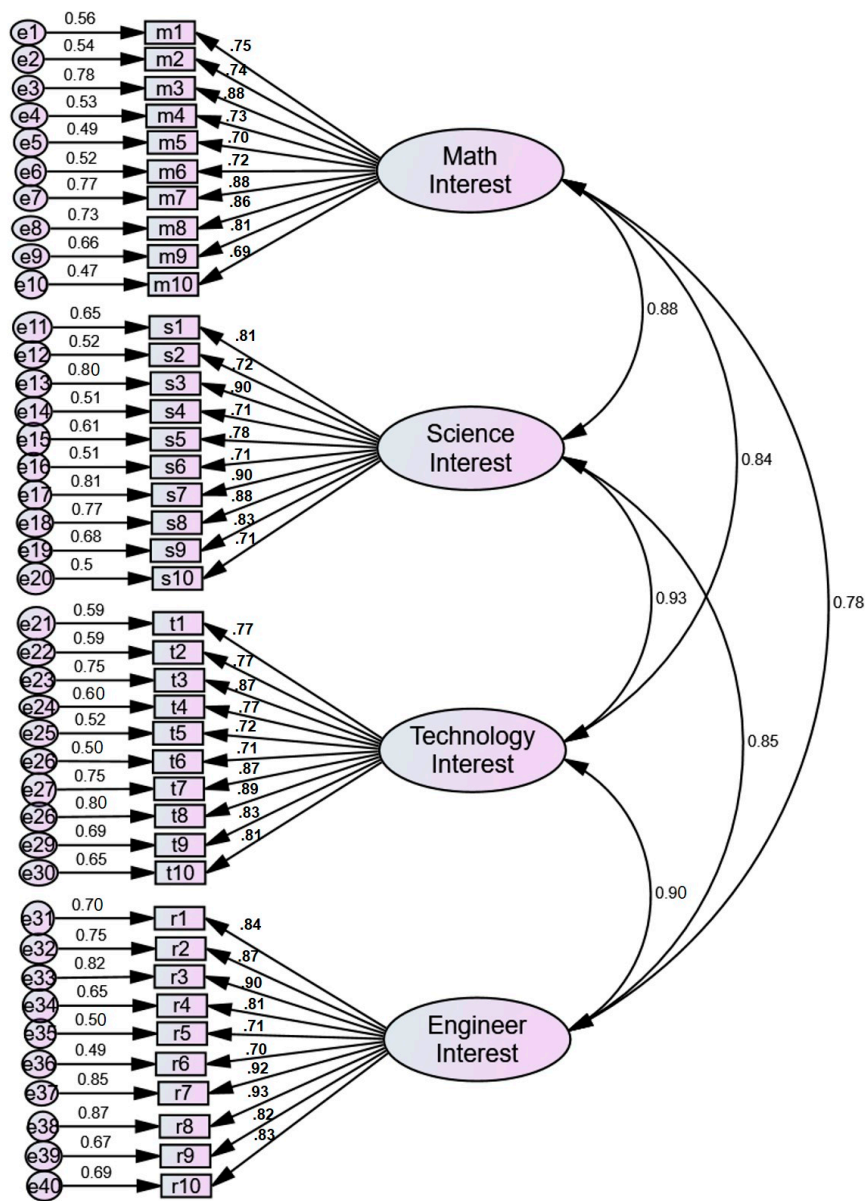 e1 0.56 m1 .75
e2 0.54 m2 .74
e3 0.78 m3 .88
e4 0.53 m4 .73
e5 0.49 m5 .70
e6 0.52 m6 .72
e7 0.77 m7 .88
e8 0.73 m8 .86
e9 0.66 m9 .81
e10 0.47 m10 .69
Math
Interest
0.88
e11 0.65 s1 .81
e12 0.52 s2 .72
e13 0.80 s3 .90
e14 0.51 s4 .71
e15 0.61 s5 .78
e16 0.51 s6 .71
e17 0.81 s7 .90
e18 0.77 s8 .88
e19 0.68 s9 .83
e20 0.5 s10 .71
Science
Interest
0.84
0.93
0.78
e21 0.59 t1 .77
e22 0.59 t2 .77
e23 0.75 t3 .87
e24 0.60 t4 .77
e25 0.52 t5 .72
e26 0.50 t6 .71
e27 0.75 t7 .87
e26 0.80 t8 .89
e29 0.69 t9 .83
e30 0.65 t10 .81
Technology
Interest
0.85
0.90
e31 0.70 r1 .84
e32 0.75 r2 .87
e33 0.82 r3 .90
e34 0.65 r4 .81
e35 0.50 r5 .71
e36 0.49 r6 .70
e37 0.85 r7 .92
e38 0.87 r8 .93
e39 0.67 r9 .82
e40 0.69 r10 .83
Engineer
Interest